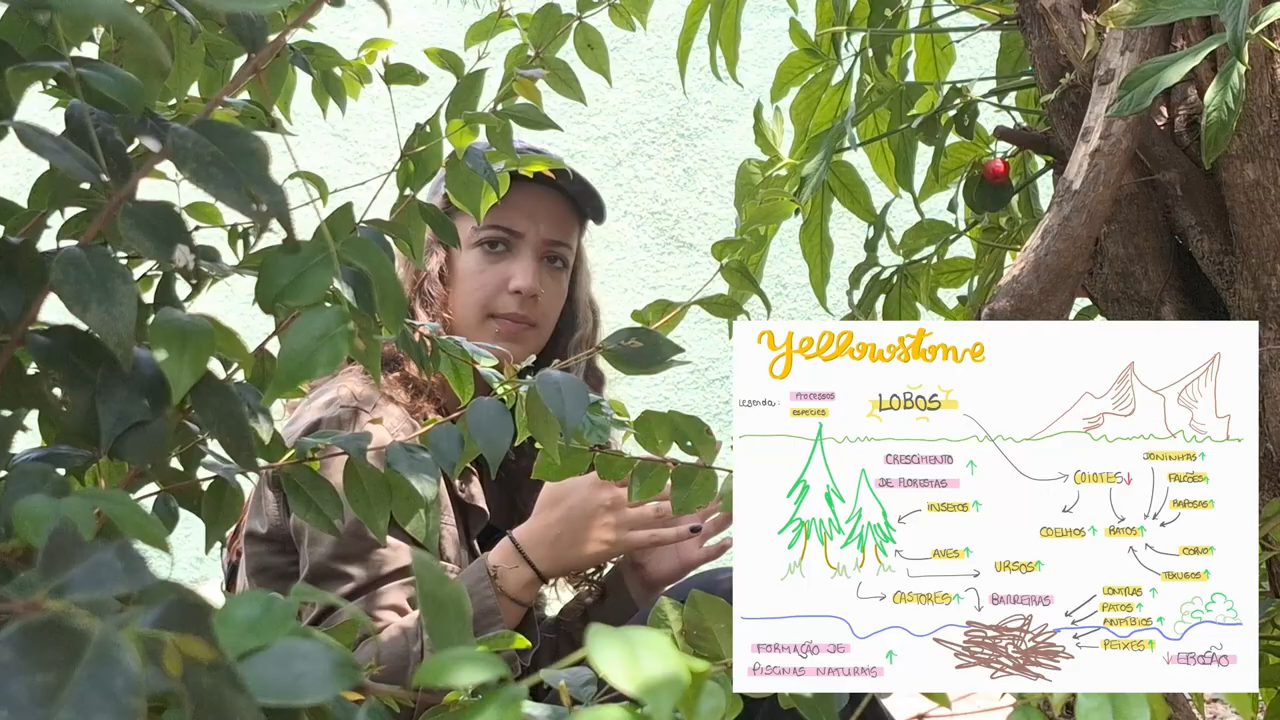 Yellowstone
Legenda:
PROCESSOS
ESPÉCIES
LOBOS
CRESCIMENTO
DE FLORESTAS
INSETOS
AVES
URSOS
CASTORES
BARREIRAS
COIOTES
COELHOS
RATOS
DONINHAS
FALCÕES
RAPOSAS
CORVO
TEXUGOS
LONTRAS
PATOS
ANFÍBIOS
PEIXES
EROSÃO
FORMAÇÃO DE
PISCINAS NATURAIS